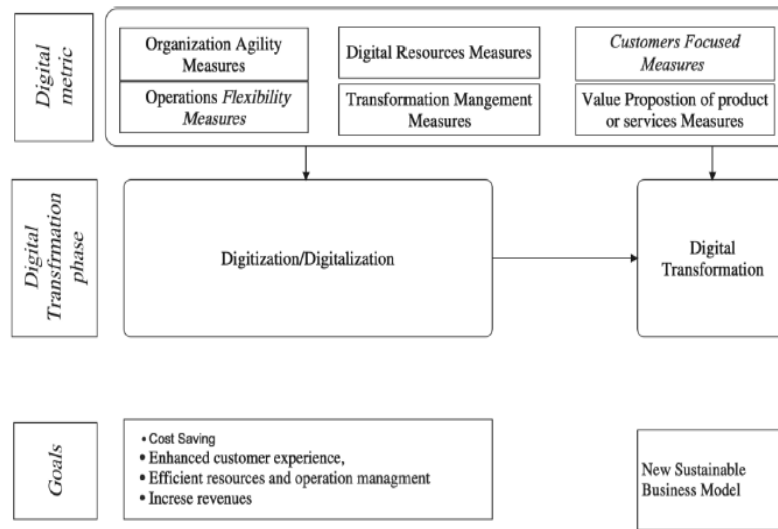 Digital
metric
Organization Agility
Measures
Digital Resources Measures
Customers Focused
Measures
Operations Flexibility
Measures
Transformation Mangement
Measures
Value Propostion of product
or services Measures
Digital
Transfrmation
phase
Digitization/Digitalization
Digital
Transformation
Goals
• Cost Saving
• Enhanced customer experience,
• Efficient resources and operation managment
• Increse revenues
New Sustainable
Business Model